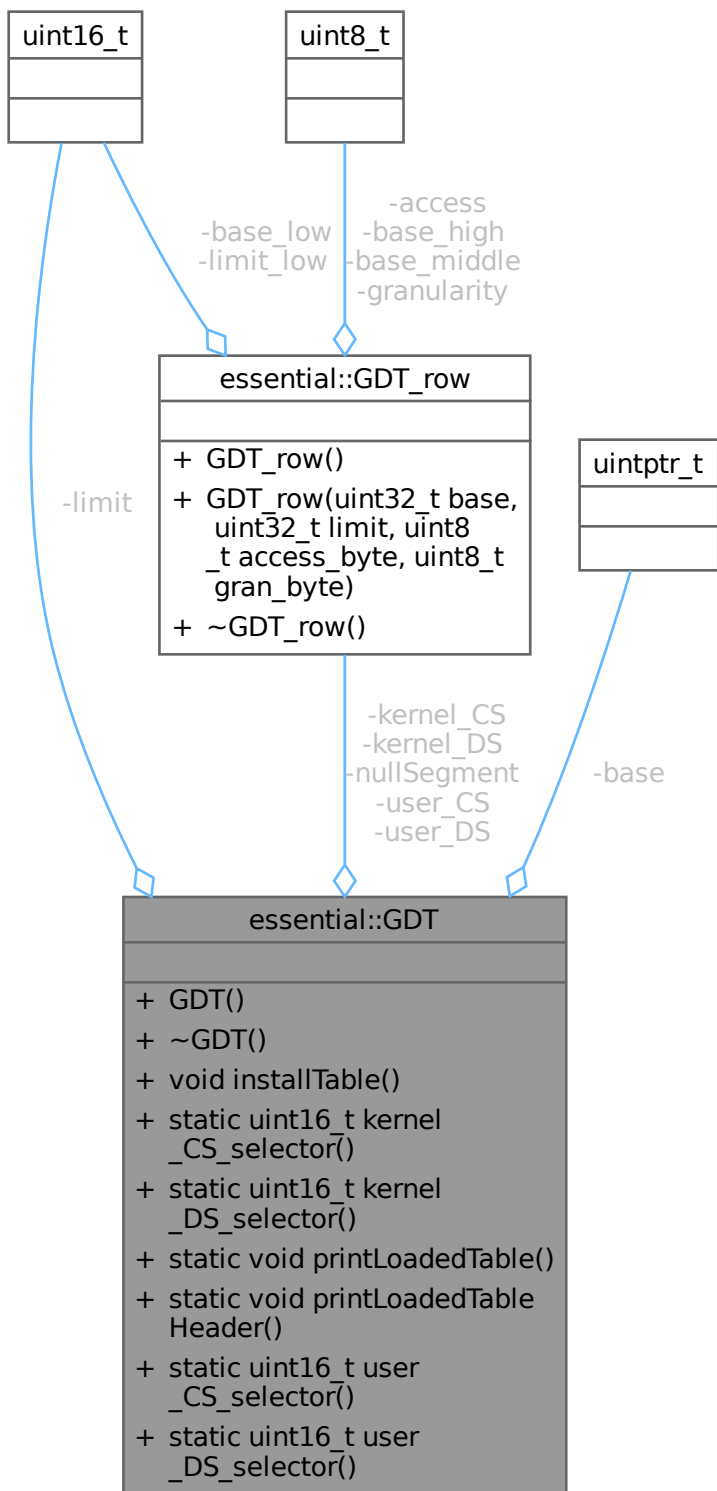 uint16_t
uint8_t
-access
-base_high
-base_middle
-granularity
-base_low
-limit_low
essential::GDT_row
+ GDT_row()
+ GDT_row(uint32_t base,
uint32_t limit, uint8
_t access_byte, uint8_t
gran_byte)
+ ~GDT_row()
uintptr_t
-limit
-kernel_CS
-kernel_DS
-nullSegment
-user_CS
-user_DS
-base
essential::GDT
+ GDT()
+ ~GDT()
+ void installTable()
+ static uint16_t kernel
_CS_selector()
+ static uint16_t kernel
_DS_selector()
+ static void printLoadedTable()
+ static void printLoadedTable
Header()
+ static uint16_t user
_CS_selector()
+ static uint16_t user
_DS_selector()